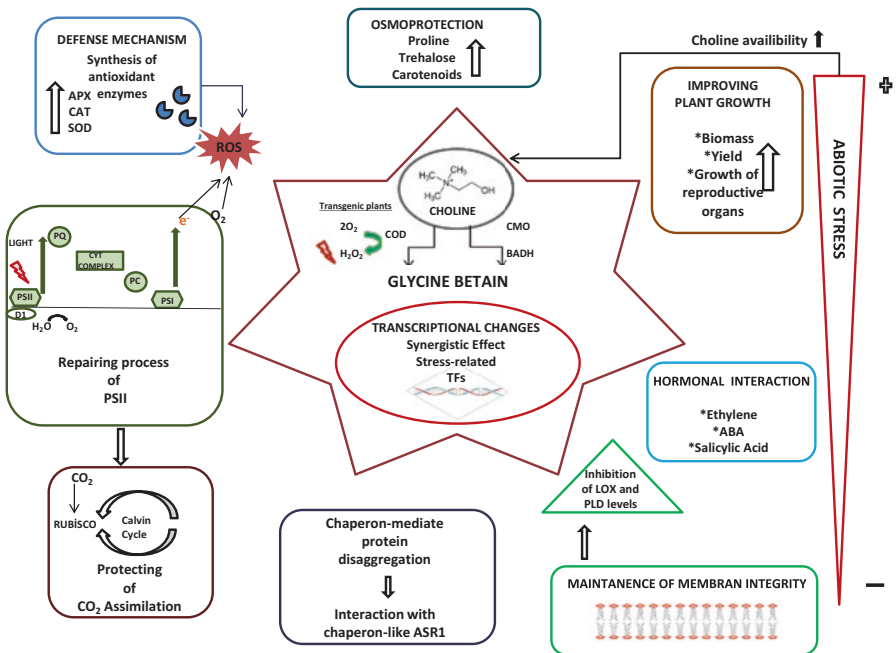 DEFENSE MECHANISM
Synthesis of
antioxidant
enzymes
APX
CAT
SOD
ROS
OSMOPROTECTION
Proline
Trehalose
Carotenoids
Choline availibility
IMPROVING
PLANT GROWTH
*Biomass
*Yield
*Growth of
reproductive
organs
+
ABIOTIC STRESS
−
LIGHT
PQ
CYT
COMPLEX
PC
PSII
PSI
D1
H₂O
O₂
e⁻
O₂
Repairing process
of
PSII
H₃C
CH₃
N⁺
H₃C
OH
CHOLINE
Transgenic plants
2O₂
COD
H₂O₂
CMO
BADH
GLYCINE BETAIN
TRANSCRIPTIONAL CHANGES
Synergistic Effect
Stress-related
TFs
HORMONAL INTERACTION
*Ethylene
*ABA
*Salicylic Acid
CO₂
RUBİSCO
Calvin
Cycle
Protecting
of
CO₂ Assimilation
Chaperon-mediate
protein
disaggregation
Interaction with
chaperon-like ASR1
Inhibition
of LOX and
PLD levels
MAINTANENCE OF MEMBRAN INTEGRITY